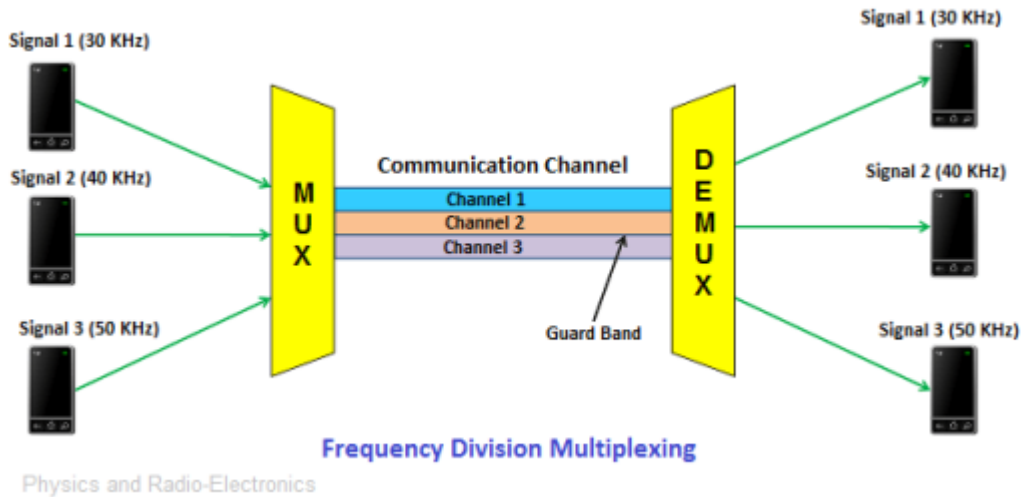 Signal 1 (30 KHz)
Signal 2 (40 KHz)
Signal 3 (50 KHz)
MUX
Communication Channel
Channel 1
Channel 2
Channel 3
Guard Band
DEMUX
Signal 1 (30 KHz)
Signal 2 (40 KHz)
Signal 3 (50 KHz)
Frequency Division Multiplexing
Physics and Radio-Electronics